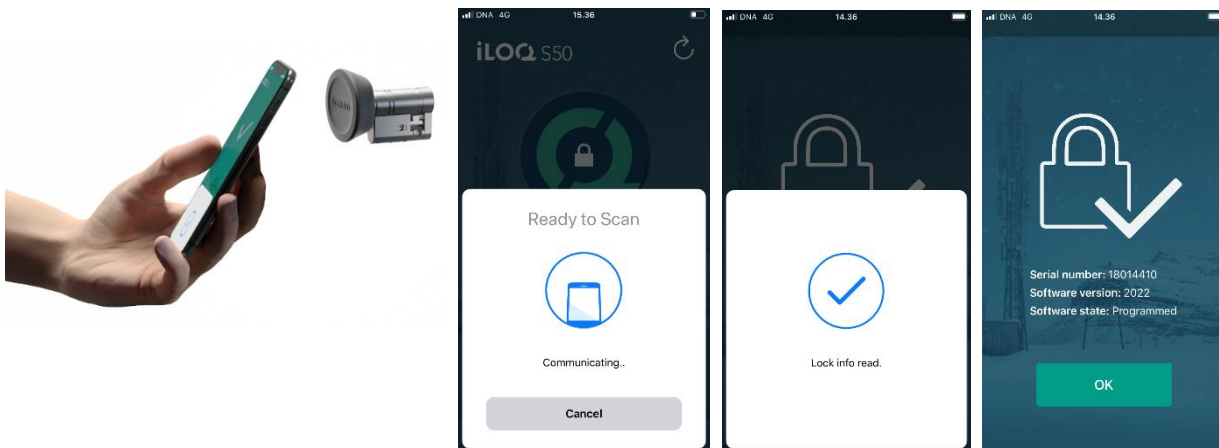 iLOQ
DNA 4G 15.36
iLOQ S50
Ready to Scan
Communicating..
Cancel
DNA 4G 14.36
Lock info read.
DNA 4G 14.36
Serial number: 18014410
Software version: 2022
Software state: Programmed
OK